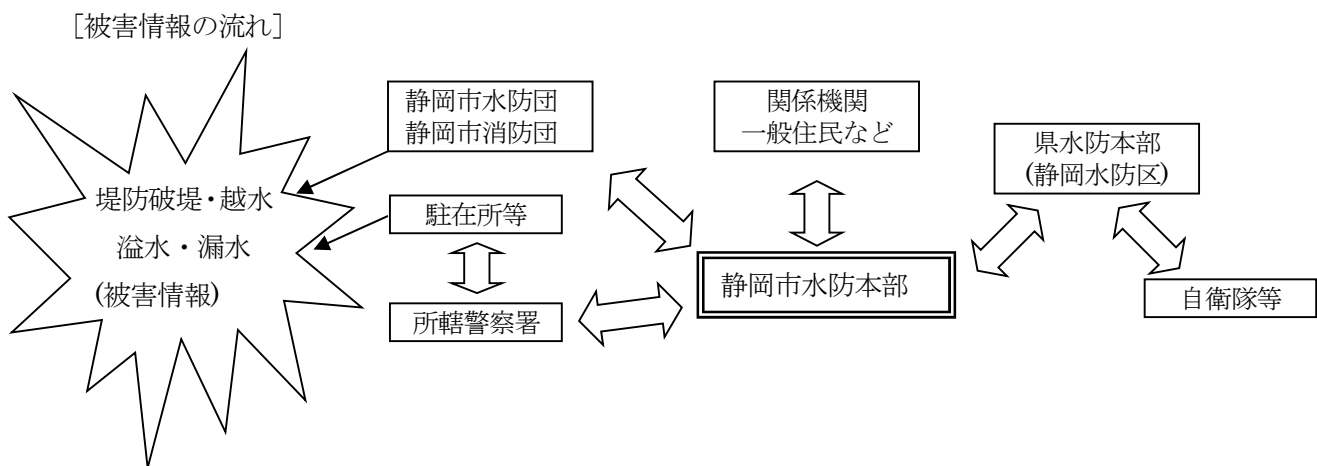 ［被害情報の流れ］
静岡市水防団
静岡市消防団
関係機関
一般住民など
県水防本部
(静岡水防区)
堤防破堤・越水
溢水・漏水
(被害情報)
駐在所等
静岡市水防本部
自衛隊等
所轄警察署